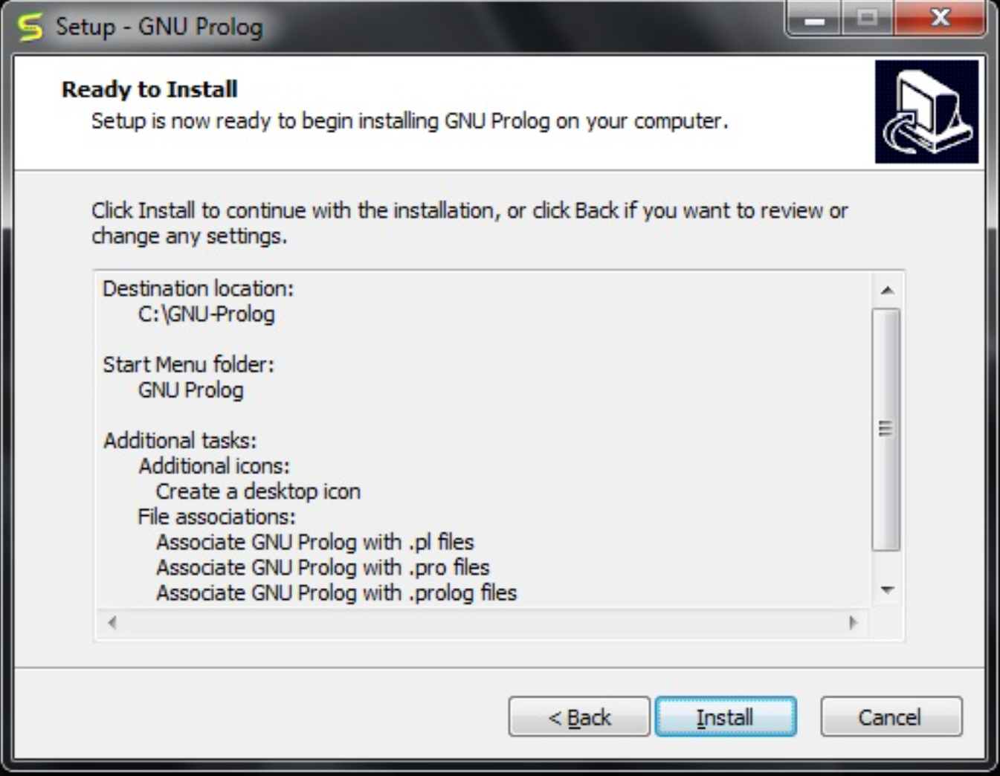 Setup - GNU Prolog
Ready to Install
Setup is now ready to begin installing GNU Prolog on your computer.
Click Install to continue with the installation, or click Back if you want to review or
change any settings.
Destination location:
C:\GNU-Prolog
Start Menu folder:
GNU Prolog
Additional tasks:
Additional icons:
Create a desktop icon
File associations:
Associate GNU Prolog with .pl files
Associate GNU Prolog with .pro files
Associate GNU Prolog with .prolog files
< Back Install Cancel